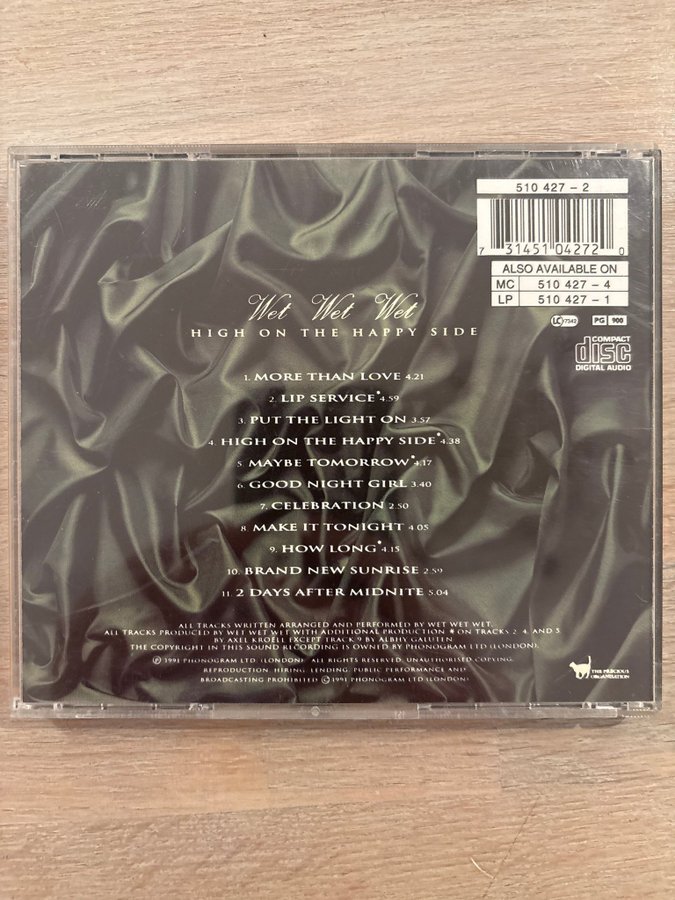 510 427 - 2
7 31451 04272 0
ALSO AVAILABLE ON
MC 510 427 - 4
LP 510 427 - 1
LC 7542 PG 900
COMPACT
disc
DIGITAL AUDIO
Wet Wet Wet
HIGH ON THE HAPPY SIDE
1. MORE THAN LOVE 4.21
2. LIP SERVICE* 4.59
3. PUT THE LIGHT ON 3.57
4. HIGH ON THE HAPPY SIDE* 4.38
5. MAYBE TOMORROW* 4.17
6. GOOD NIGHT GIRL 3.40
7. CELEBRATION 2.50
8. MAKE IT TONIGHT 4.05
9. HOW LONG* 4.15
10. BRAND NEW SUNRISE 2.59
11. 2 DAYS AFTER MIDNITE 5.04
ALL TRACKS WRITTEN ARRANGED AND PERFORMED BY WET WET WET.
ALL TRACKS PRODUCED BY WET WET WET WITH ADDITIONAL PRODUCTION * ON TRACKS 2, 4, AND 5
BY AXEL KROELL EXCEPT TRACK 9 BY ALBHY GALUTEN.
THE COPYRIGHT IN THIS SOUND RECORDING IS OWNED BY PHONOGRAM LTD (LONDON).
℗ 1991 PHONOGRAM LTD (LONDON). ALL RIGHTS RESERVED. UNAUTHORISED COPYING,
REPRODUCTION, HIRING, LENDING, PUBLIC PERFORMANCE AND
BROADCASTING PROHIBITED © 1991 PHONOGRAM LTD (LONDON)
THE PRECIOUS
ORGANISATION